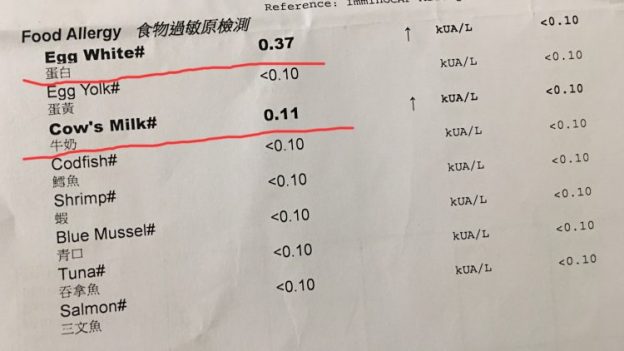 Reference: ImmunoCAP
Food Allergy 食物過敏原檢測
Egg White# 0.37 ↑ kUA/L <0.10
蛋白
Egg Yolk# <0.10 kUA/L <0.10
蛋黃
Cow's Milk# 0.11 ↑ kUA/L <0.10
牛奶
Codfish# <0.10 kUA/L <0.10
鱈魚
Shrimp# <0.10 kUA/L <0.10
蝦
Blue Mussel# <0.10 kUA/L <0.10
青口
Tuna# <0.10 kUA/L <0.10
吞拿魚
Salmon# <0.10 kUA/L <0.10
三文魚